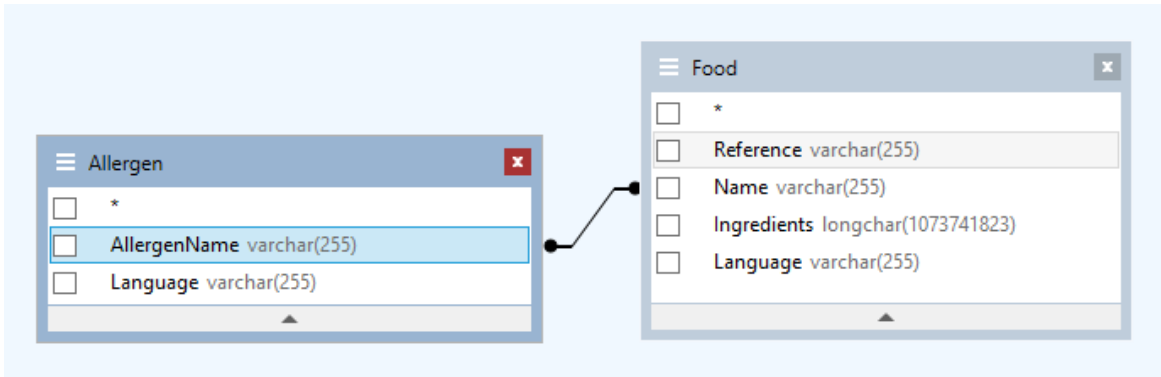 Allergen
*
AllergenName varchar(255)
Language varchar(255)
Food
*
Reference varchar(255)
Name varchar(255)
Ingredients longchar(1073741823)
Language varchar(255)